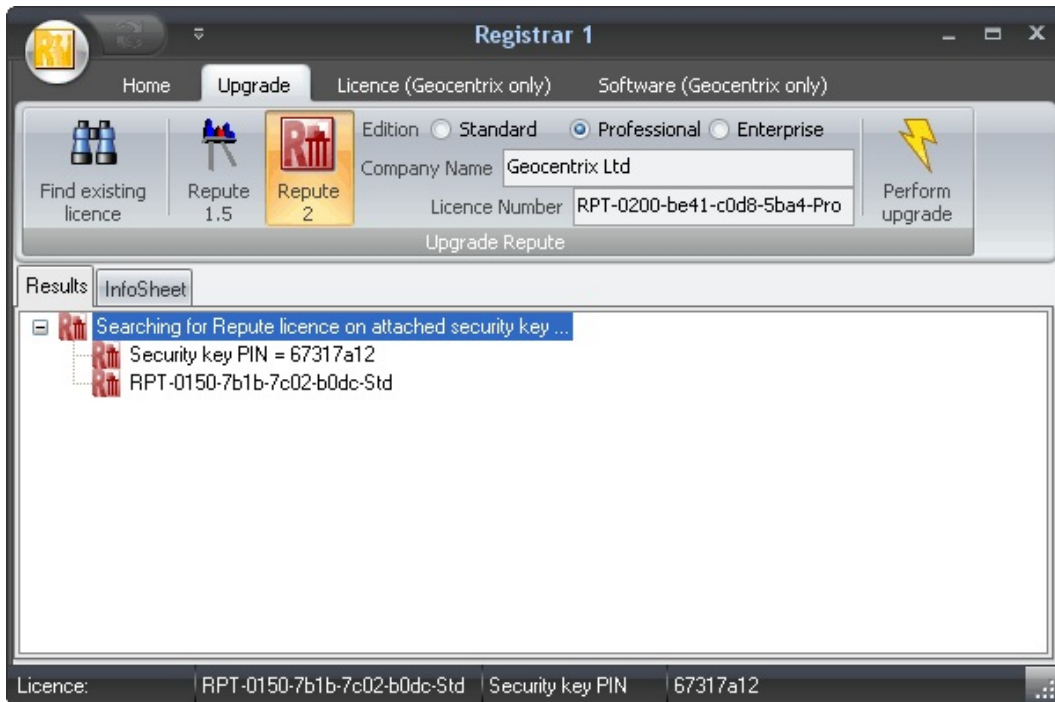 Registrar 1
Home Upgrade Licence (Geocentrix only) Software (Geocentrix only)
Find existing licence
Repute 1.5
Repute 2
Edition Standard Professional Enterprise
Company Name Geocentrix Ltd
Licence Number RPT-0200-be41-c0d8-5ba4-Pro
Perform upgrade
Upgrade Repute
Results InfoSheet
Searching for Repute licence on attached security key ...
Security key PIN = 67317a12
RPT-0150-7b1b-7c02-b0dc-Std
Licence: RPT-0150-7b1b-7c02-b0dc-Std Security key PIN 67317a12